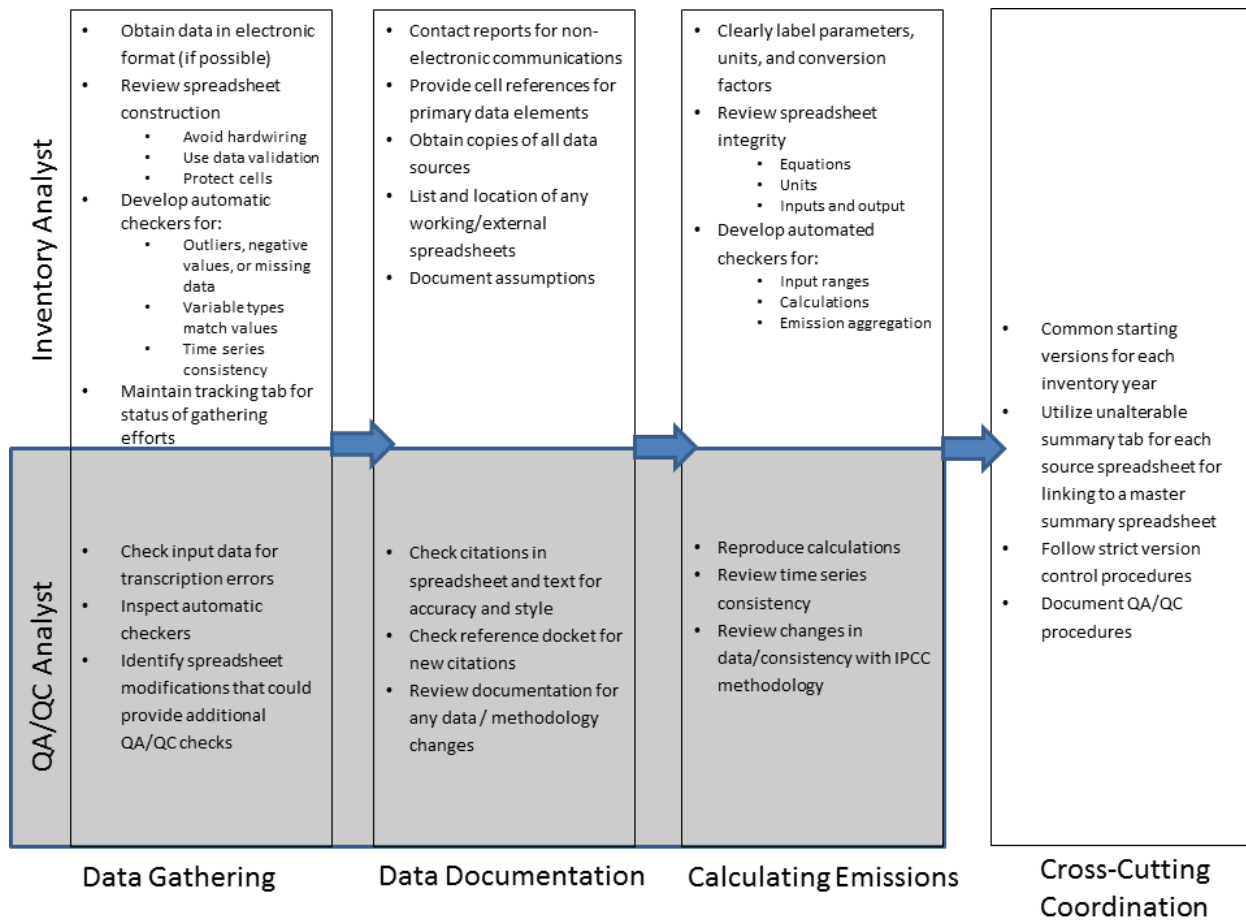 Inventory Analyst
• Obtain data in electronic
format (if possible)
• Review spreadsheet
construction
• Avoid hardwiring
• Use data validation
• Protect cells
• Develop automatic
checkers for:
• Outliers, negative
values, or missing
data
• Variable types
match values
• Time series
consistency
• Maintain tracking tab for
status of gathering
efforts
• Contact reports for non-
electronic communications
• Provide cell references for
primary data elements
• Obtain copies of all data
sources
• List and location of any
working/external
spreadsheets
• Document assumptions
• Clearly label parameters,
units, and conversion
factors
• Review spreadsheet
integrity
• Equations
• Units
• Inputs and output
• Develop automated
checkers for:
• Input ranges
• Calculations
• Emission aggregation
QA/QC Analyst
• Check input data for
transcription errors
• Inspect automatic
checkers
• Identify spreadsheet
modifications that could
provide additional
QA/QC checks
• Check citations in
spreadsheet and text for
accuracy and style
• Check reference docket for
new citations
• Review documentation for
any data / methodology
changes
• Reproduce calculations
• Review time series
consistency
• Review changes in
data/consistency with IPCC
methodology
• Common starting
versions for each
inventory year
• Utilize unalterable
summary tab for each
source spreadsheet for
linking to a master
summary spreadsheet
• Follow strict version
control procedures
• Document QA/QC
procedures
Data Gathering
Data Documentation
Calculating Emissions
Cross-Cutting
Coordination